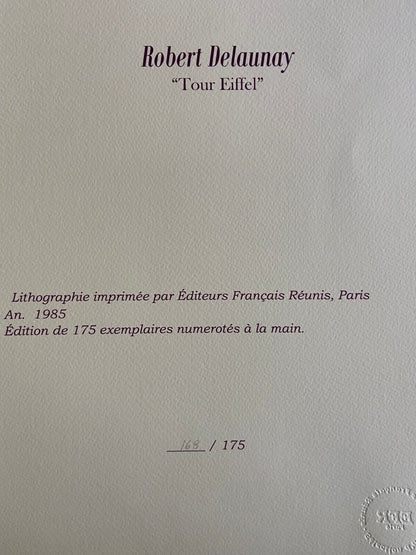 Robert Delaunay
“Tour Eiffel”
Lithographie imprimée par Éditeurs Français Réunis, Paris
An. 1985
Édition de 175 exemplaires numerotés à la main.
168 / 175